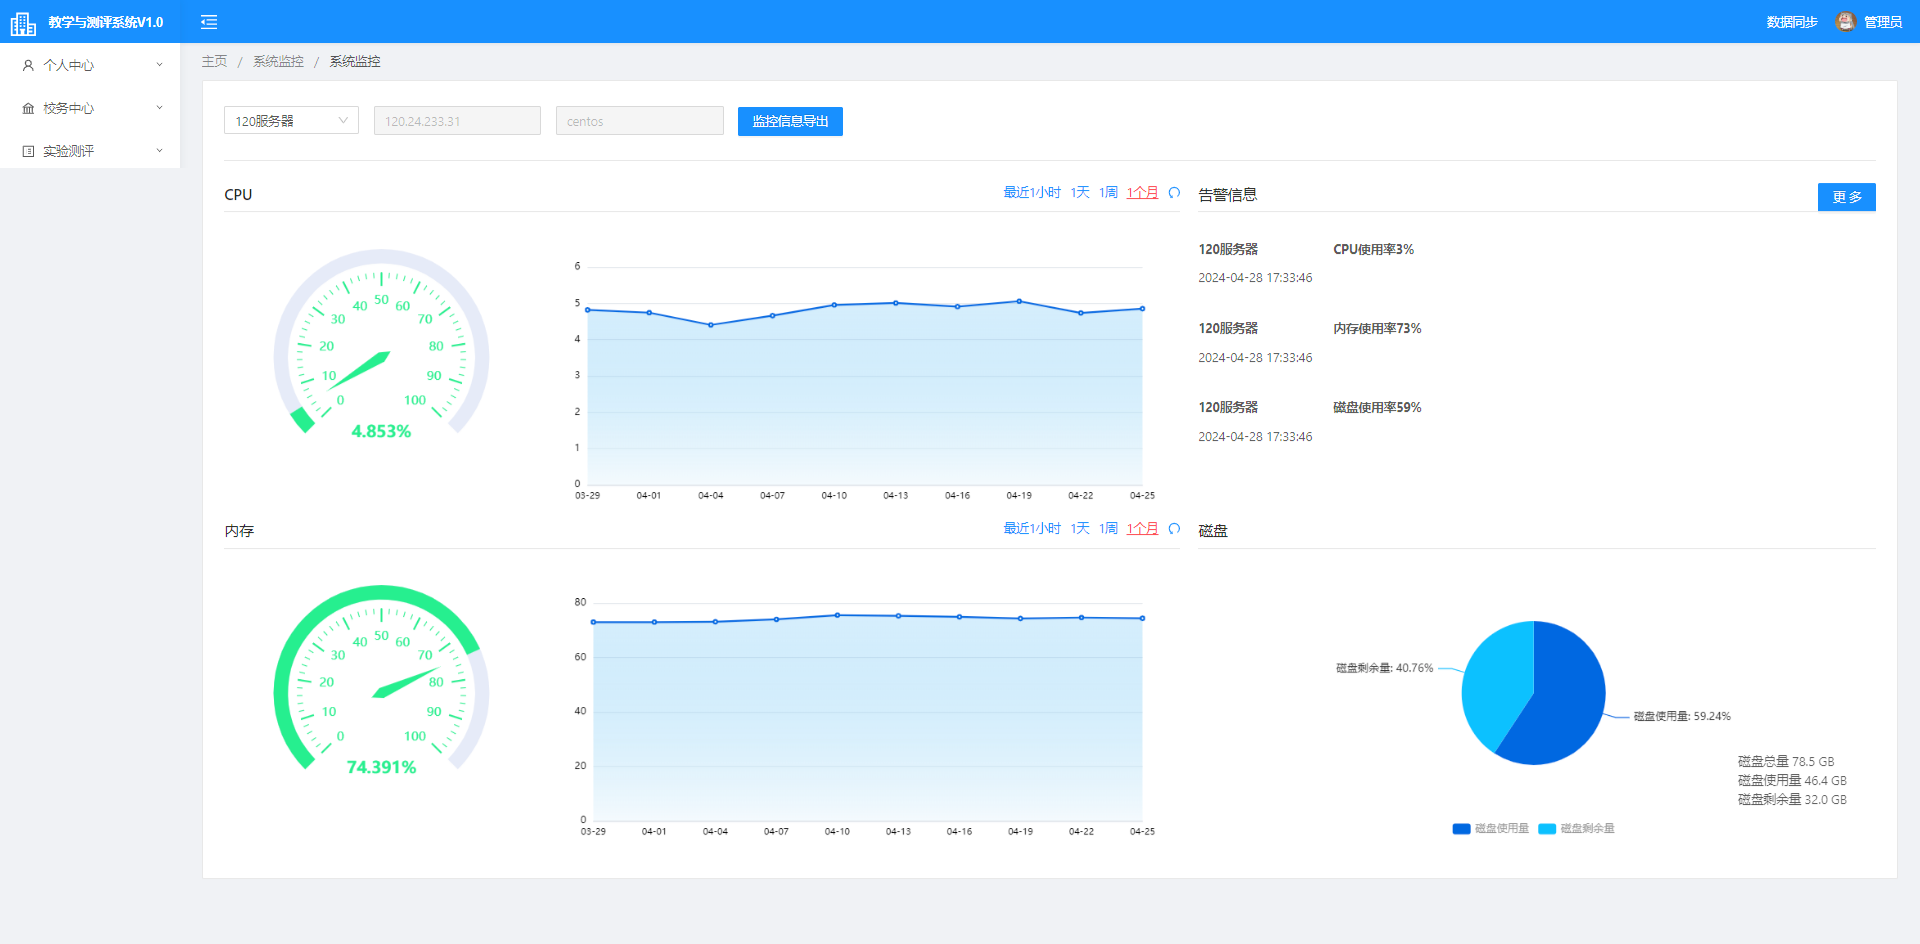 教学与测评系统V1.0
数据同步
管理员
个人中心
校务中心
实验测评
主页 / 系统监控 / 系统监控
120服务器
120.24.233.31
centos
监控信息导出
CPU
最近1小时 1天 1周 1个月
0
10
20
30
40
50
60
70
80
90
100
4.853%
6
5
4
3
2
1
0
03-29 04-01 04-04 04-07 04-10 04-13 04-16 04-19 04-22 04-25
告警信息
更 多
120服务器 CPU使用率3%
2024-04-28 17:33:46
120服务器 内存使用率73%
2024-04-28 17:33:46
120服务器 磁盘使用率59%
2024-04-28 17:33:46
内存
最近1小时 1天 1周 1个月
0
10
20
30
40
50
60
70
80
90
100
74.391%
80
60
40
20
0
03-29 04-01 04-04 04-07 04-10 04-13 04-16 04-19 04-22 04-25
磁盘
磁盘剩余量: 40.76%
磁盘使用量: 59.24%
磁盘总量 78.5 GB
磁盘使用量 46.4 GB
磁盘剩余量 32.0 GB
磁盘使用量 磁盘剩余量